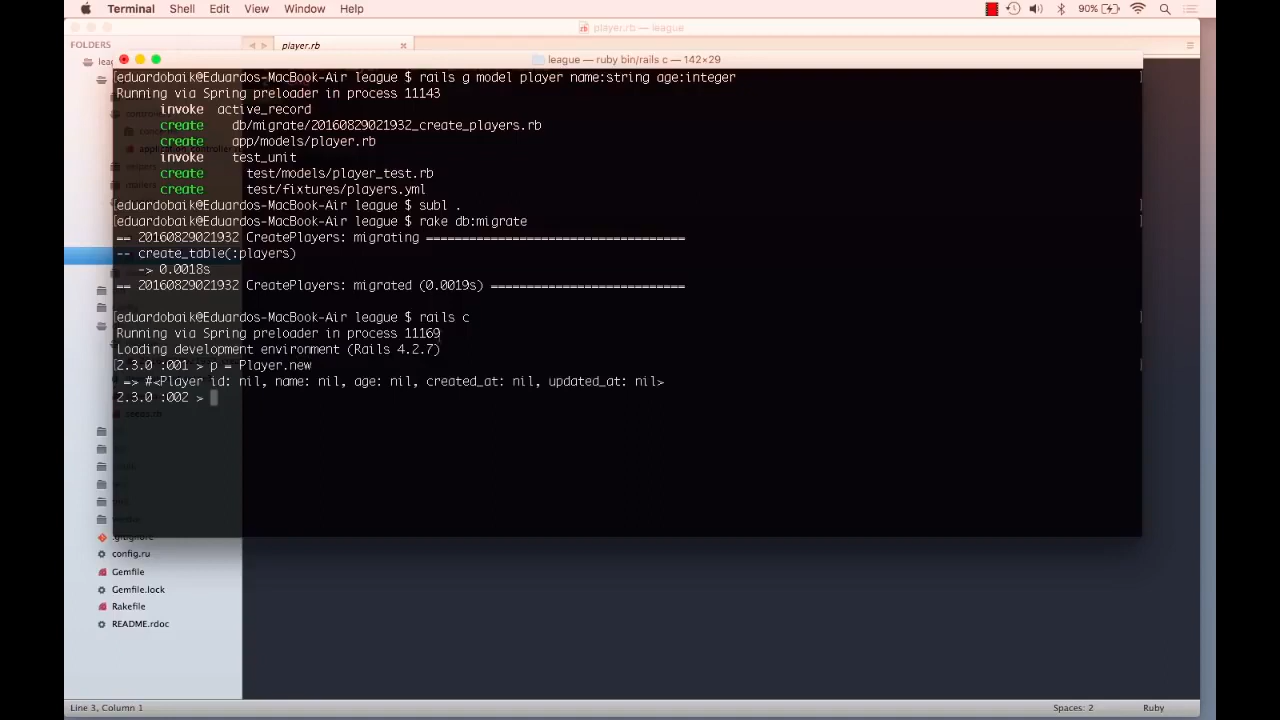 Terminal Shell Edit View Window Help 90%
player.rb — league
FOLDERS
player.rb
league — ruby bin/rails c — 142×29
[eduardobaik@Eduardos-MacBook-Air league $ rails g model player name:string age:integer ]
Running via Spring preloader in process 11143
invoke active_record
create db/migrate/20160829021932_create_players.rb
create app/models/player.rb
invoke test_unit
create test/models/player_test.rb
create test/fixtures/players.yml
[eduardobaik@Eduardos-MacBook-Air league $ subl . ]
[eduardobaik@Eduardos-MacBook-Air league $ rake db:migrate ]
== 20160829021932 CreatePlayers: migrating ====================================
-- create_table(:players)
-> 0.0018s
== 20160829021932 CreatePlayers: migrated (0.0019s) ===========================
[eduardobaik@Eduardos-MacBook-Air league $ rails c ]
Running via Spring preloader in process 11169
Loading development environment (Rails 4.2.7)
[2.3.0 :001 > p = Player.new ]
=> #<Player id: nil, name: nil, age: nil, created_at: nil, updated_at: nil>
2.3.0 :002 >
seeds.rb
.gitignore
config.ru
Gemfile
Gemfile.lock
Rakefile
README.rdoc
Line 3, Column 1 Spaces: 2 Ruby